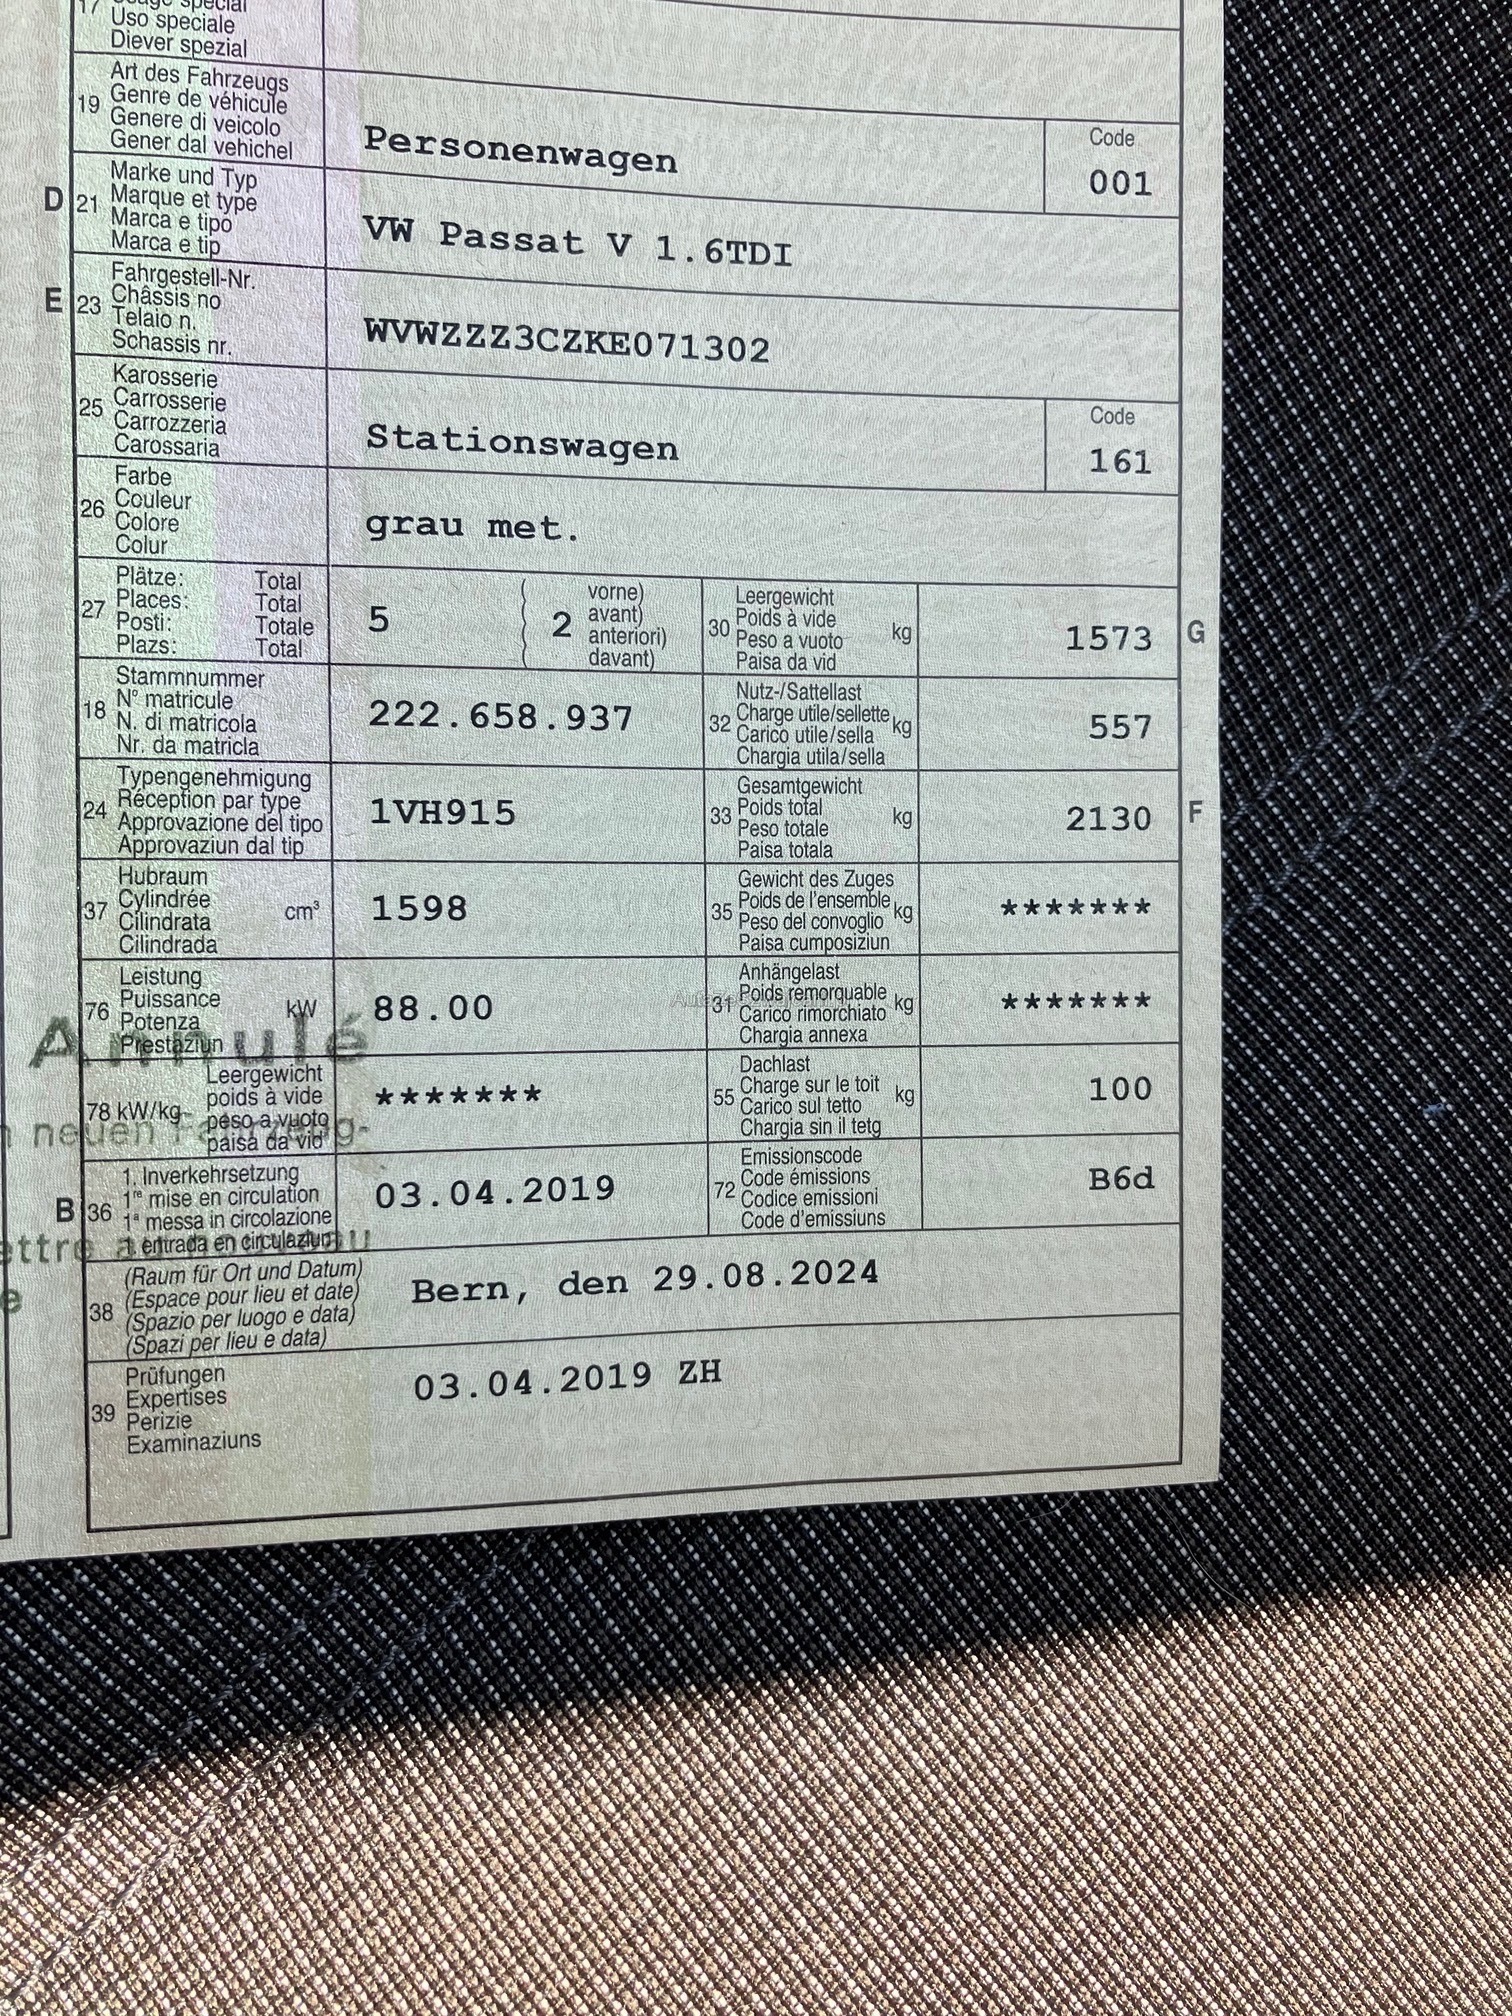 17
Uso speciale
Diever spezial
19
Art des Fahrzeugs
Genre de véhicule
Genere di veicolo
Gener dal vehichel
Personenwagen
Code
001
D
21
Marke und Typ
Marque et type
Marca e tipo
Marca e tip
VW Passat V 1.6TDI
E
23
Fahrgestell-Nr.
Châssis no
Telaio n.
Schassis nr.
WVWZZZ3CZKE071302
25
Karosserie
Carrosserie
Carrozzeria
Carossaria
Stationswagen
Code
161
26
Farbe
Couleur
Colore
Colur
grau met.
27
Plätze: Total
Places: Total
Posti: Totale
Plazs: Total
5
2
vorne)
avant)
anteriori)
davant)
30
Leergewicht
Poids à vide
Peso a vuoto
Paisa da vid
kg
1573
G
18
Stammnummer
N° matricule
N. di matricola
Nr. da matricla
222.658.937
32
Nutz-/Sattellast
Charge utile/sellette
Carico utile/sella
Chargia utila/sella
kg
557
24
Typengenehmigung
Réception par type
Approvazione del tipo
Approvaziun dal tip
1VH915
33
Gesamtgewicht
Poids total
Peso totale
Paisa totala
kg
2130
F
37
Hubraum
Cylindrée
Cilindrata
Cilindrada
cm³
1598
35
Gewicht des Zuges
Poids de l'ensemble
Peso del convoglio
Paisa cumposiziun
kg
*******
76
Leistung
Puissance
Potenza
Prestaziun
kW
88.00
31
Anhängelast
Poids remorquable
Carico rimorchiato
Chargia annexa
kg
*******
Annulé
78 kW/kg
Leergewicht
poids à vide
peso a vuoto
paisa da vid
*******
neuen Fahrzeug-
55
Dachlast
Charge sur le toit
Carico sul tetto
Chargia sin il tetg
kg
100
B
36
1. Inverkehrsetzung
1re mise en circulation
1a messa in circolazione
1. entrada en circulaziun
03.04.2019
72
Emissionscode
Code émissions
Codice emissioni
Code d'emissiuns
B6d
38
(Raum für Ort und Datum)
(Espace pour lieu et date)
(Spazio per luogo e data)
(Spazi per lieu e data)
Bern, den 29.08.2024
39
Prüfungen
Expertises
Perizie
Examinaziuns
03.04.2019 ZH